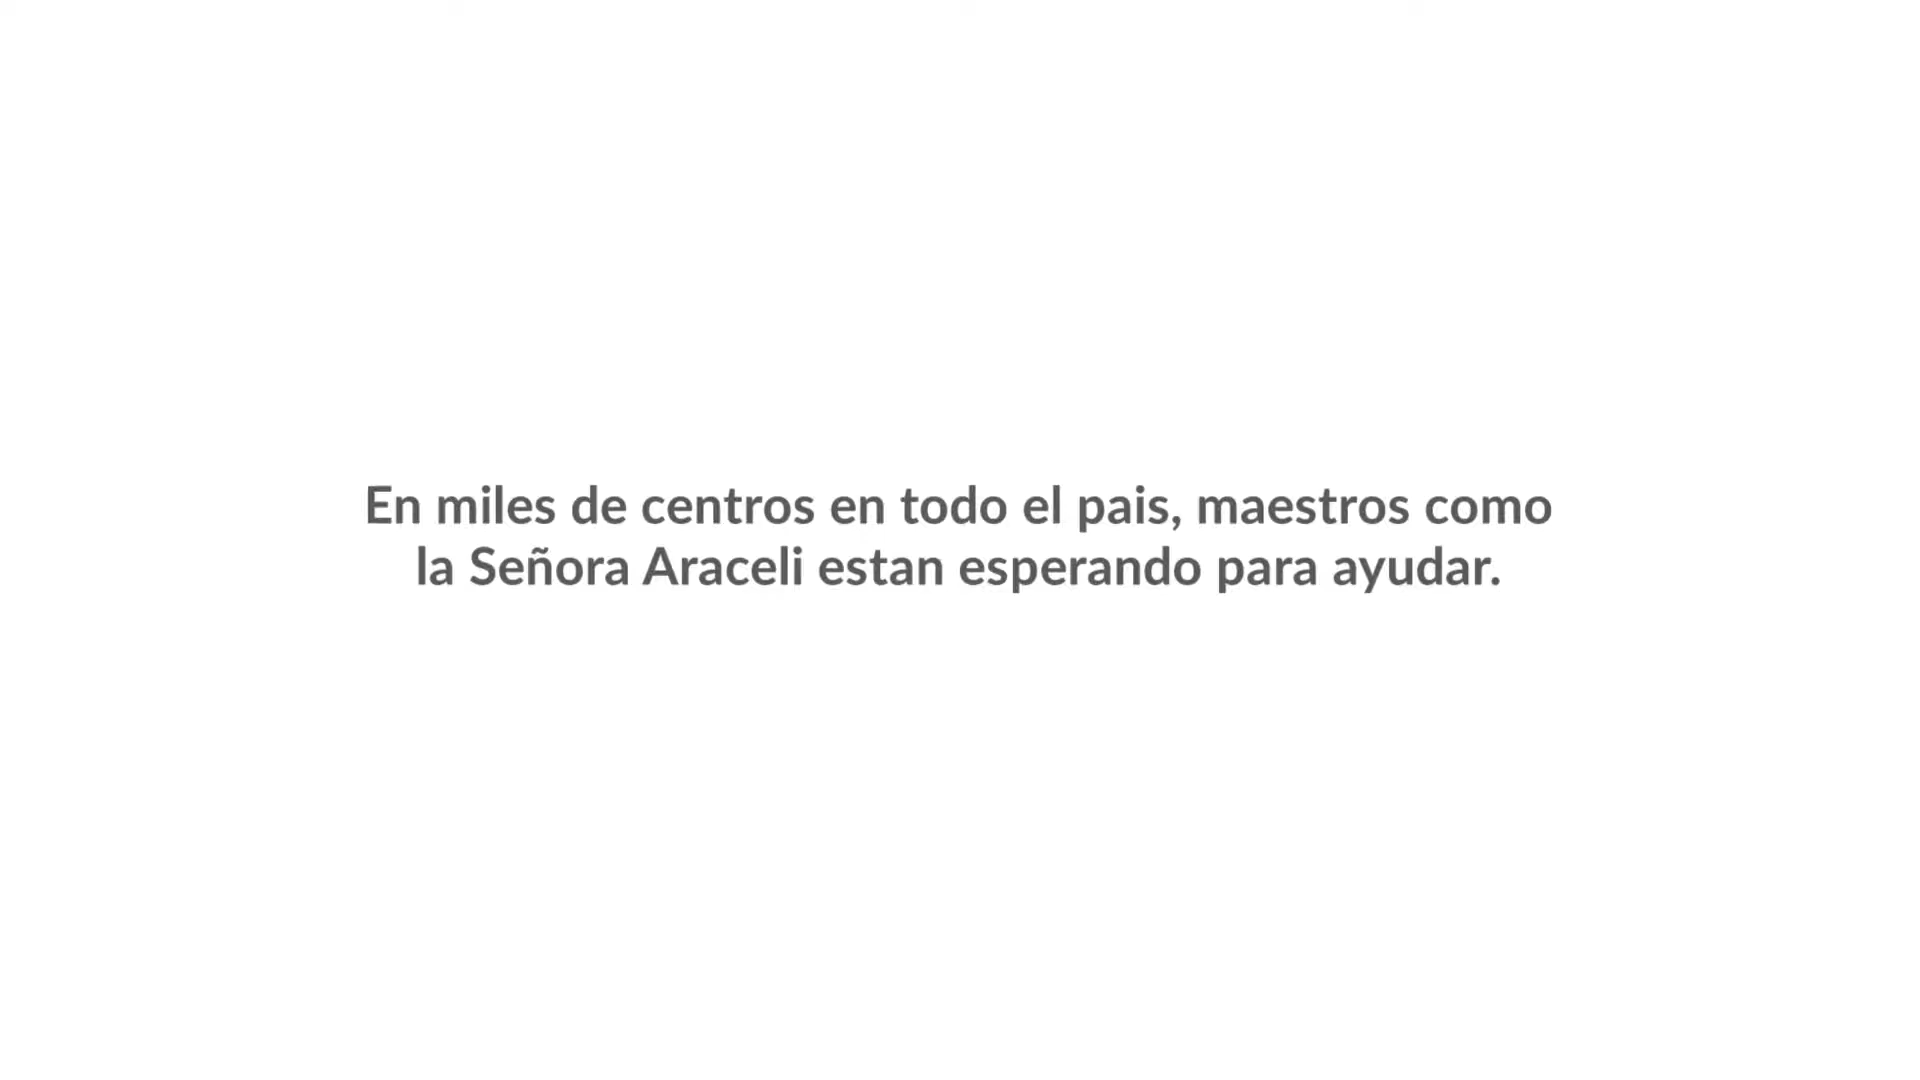 En miles de centros en todo el pais, maestros como
la Señora Araceli estan esperando para ayudar.